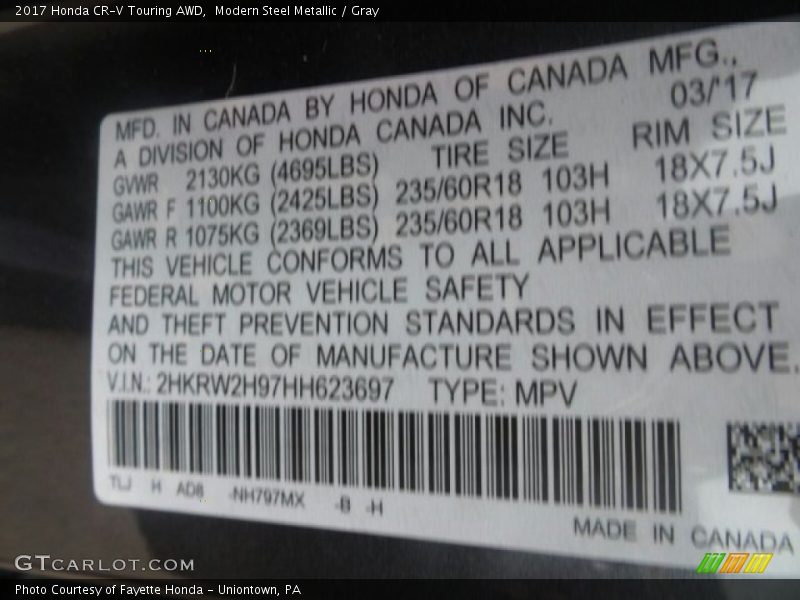 2017 Honda CR-V Touring AWD,  Modern Steel Metallic / Gray
MFD. IN CANADA BY HONDA OF CANADA MFG.,
A DIVISION OF HONDA CANADA INC. 03/'17
GVWR 2130KG (4695LBS) TIRE SIZE RIM SIZE
GAWR F 1100KG (2425LBS) 235/60R18 103H 18X7.5J
GAWR R 1075KG (2369LBS) 235/60R18 103H 18X7.5J
THIS VEHICLE CONFORMS TO ALL APPLICABLE
FEDERAL MOTOR VEHICLE SAFETY
AND THEFT PREVENTION STANDARDS IN EFFECT
ON THE DATE OF MANUFACTURE SHOWN ABOVE.
V.I.N.: 2HKRW2H97HH623697 TYPE: MPV
TLJ H AD8 -NH797MX -B -H
MADE IN CANADA
GTCARLOT.COM
Photo Courtesy of Fayette Honda - Uniontown, PA